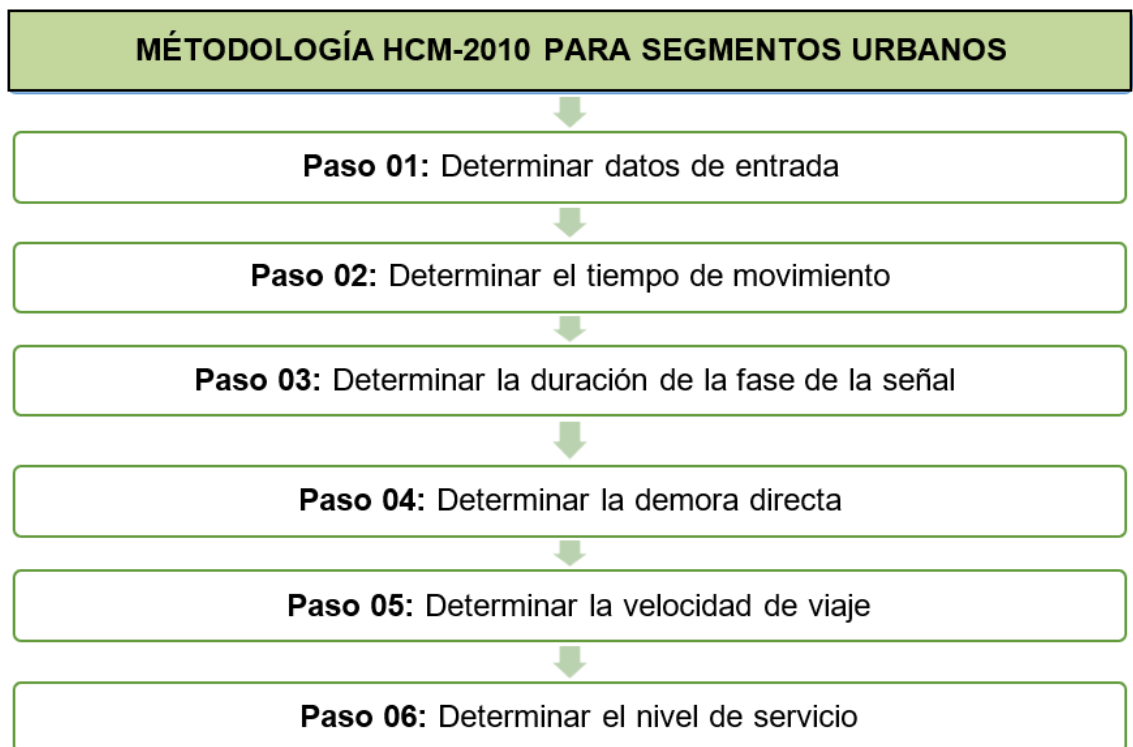 MÉTODOLOGÍA HCM-2010 PARA SEGMENTOS URBANOS
Paso 01: Determinar datos de entrada
Paso 02: Determinar el tiempo de movimiento
Paso 03: Determinar la duración de la fase de la señal
Paso 04: Determinar la demora directa
Paso 05: Determinar la velocidad de viaje
Paso 06: Determinar el nivel de servicio